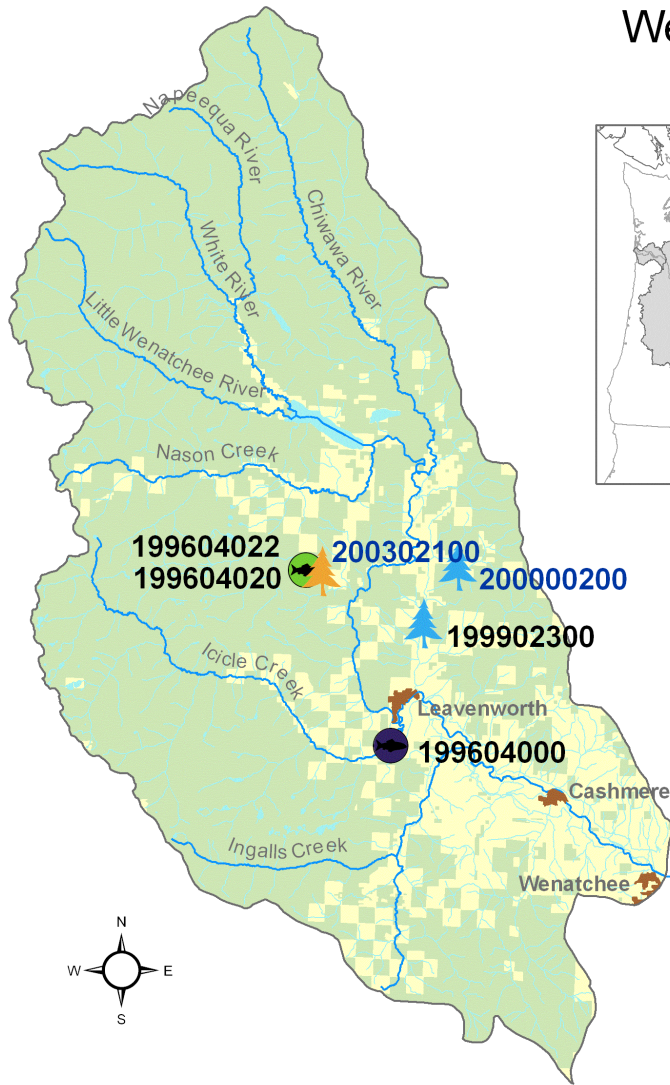 We
Napeequa River
Chiwawa River
White River
Little Wenatchee River
Nason Creek
199604022
200302100
199604020
200000200
199902300
Icicle Creek
Leavenworth
199604000
Cashmere
Ingalls Creek
Wenatchee
N
W E
S